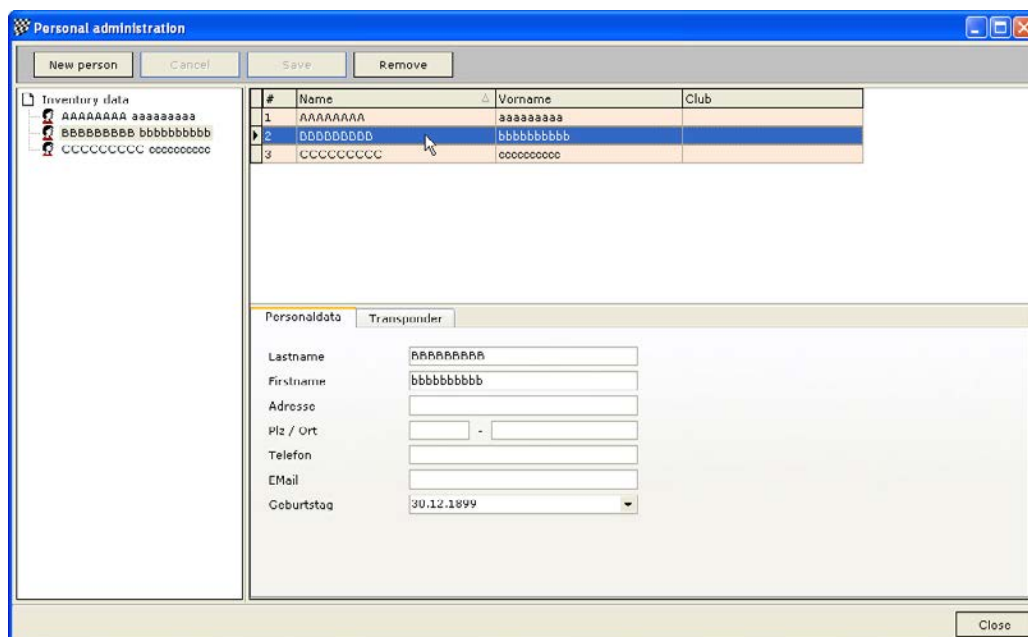 Personal administration
New person Cancel Save Remove
Inventory data
AAAAAAAA aaaaaaaaa
BBBBBBBBB bbbbbbbbbb
CCCCCCCCC cccccccccc
# Name Vorname Club
1 AAAAAAAA aaaaaaaaa
2 BBBBBBBBB bbbbbbbbbb
3 CCCCCCCCC cccccccccc
Personaldata Transponder
Lastname BBBBBBBBB
Firstname bbbbbbbbbb
Adresse
Plz / Ort -
Telefon
EMail
Geburtstag 30.12.1899
Close